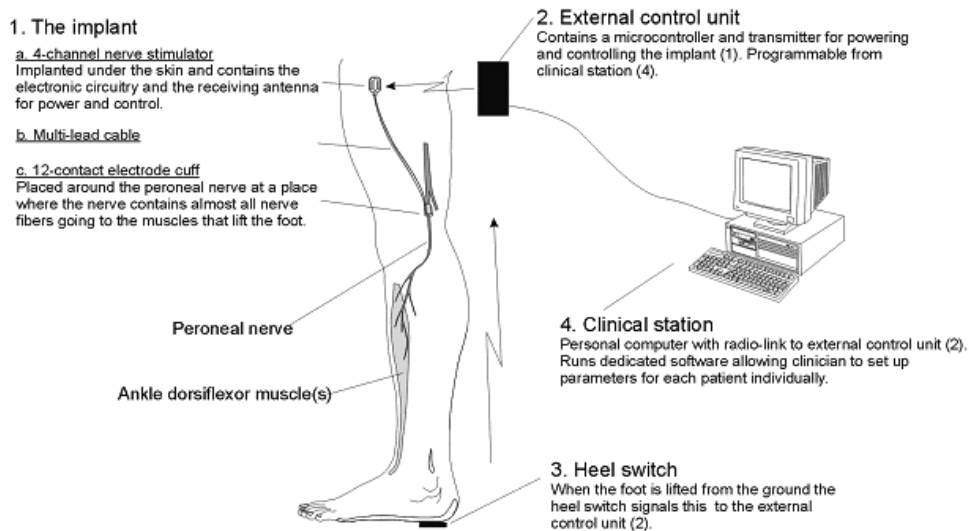 1. The implant
a. 4-channel nerve stimulator
Implanted under the skin and contains the
electronic circuitry and the receiving antenna
for power and control.
b. Multi-lead cable
c. 12-contact electrode cuff
Placed around the peroneal nerve at a place
where the nerve contains almost all nerve
fibers going to the muscles that lift the foot.
2. External control unit
Contains a microcontroller and transmitter for powering
and controlling the implant (1). Programmable from
clinical station (4).
Peroneal nerve
Ankle dorsiflexor muscle(s)
4. Clinical station
Personal computer with radio-link to external control unit (2).
Runs dedicated software allowing clinician to set up
parameters for each patient individually.
3. Heel switch
When the foot is lifted from the ground the
heel switch signals this to the external
control unit (2).